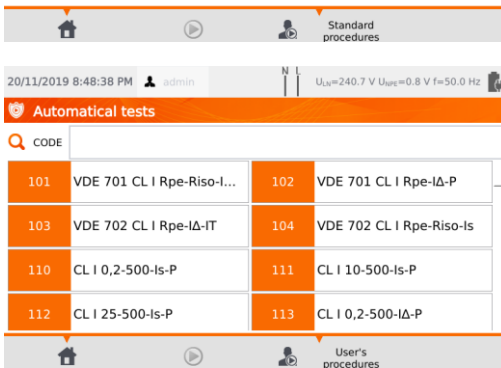 Standard
procedures
N L
20/11/2019 8:48:38 PM admin U LN=240.7 V U NPE=0.8 V f=50.0 Hz
Automatical tests
CODE
101 VDE 701 CL I Rpe-Riso-I... 102 VDE 701 CL I Rpe-IΔ-P
103 VDE 702 CL I Rpe-IΔ-IT 104 VDE 702 CL I Rpe-Riso-Is
110 CL I 0,2-500-Is-P 111 CL I 10-500-Is-P
112 CL I 25-500-Is-P 113 CL I 0,2-500-IΔ-P
User's
procedures